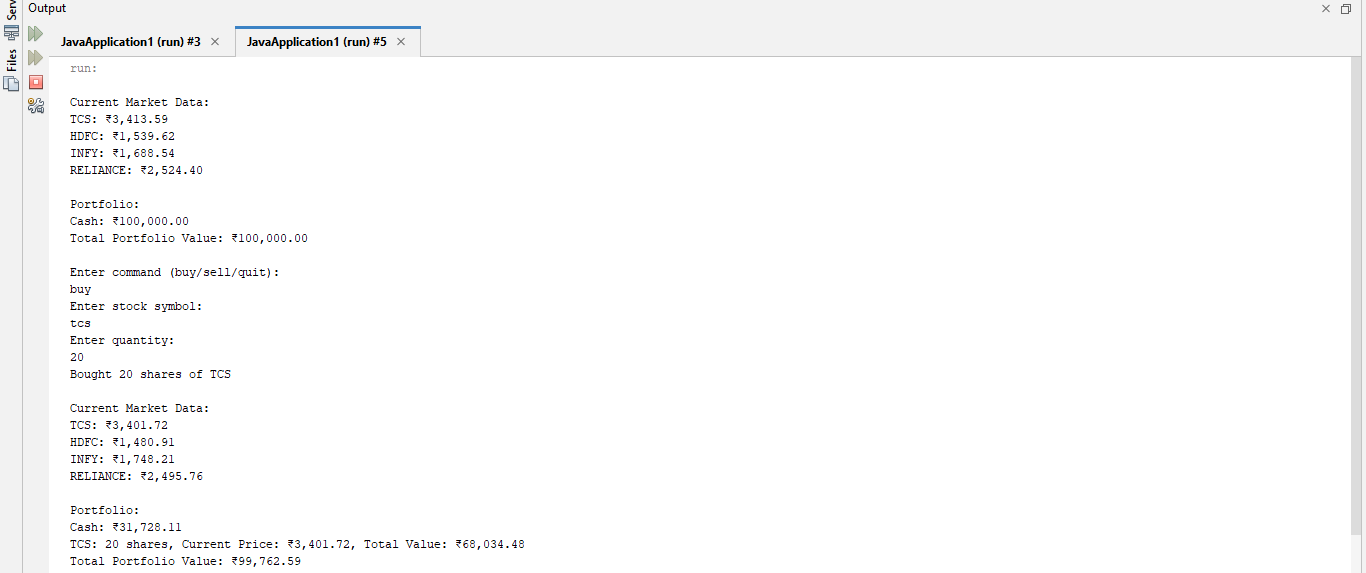 Output
Serv
Files
JavaApplication1 (run) #3
JavaApplication1 (run) #5
run:
Current Market Data:
TCS: ₹3,413.59
HDFC: ₹1,539.62
INFY: ₹1,688.54
RELIANCE: ₹2,524.40
Portfolio:
Cash: ₹100,000.00
Total Portfolio Value: ₹100,000.00
Enter command (buy/sell/quit):
buy
Enter stock symbol:
tcs
Enter quantity:
20
Bought 20 shares of TCS
Current Market Data:
TCS: ₹3,401.72
HDFC: ₹1,480.91
INFY: ₹1,748.21
RELIANCE: ₹2,495.76
Portfolio:
Cash: ₹31,728.11
TCS: 20 shares, Current Price: ₹3,401.72, Total Value: ₹68,034.48
Total Portfolio Value: ₹99,762.59